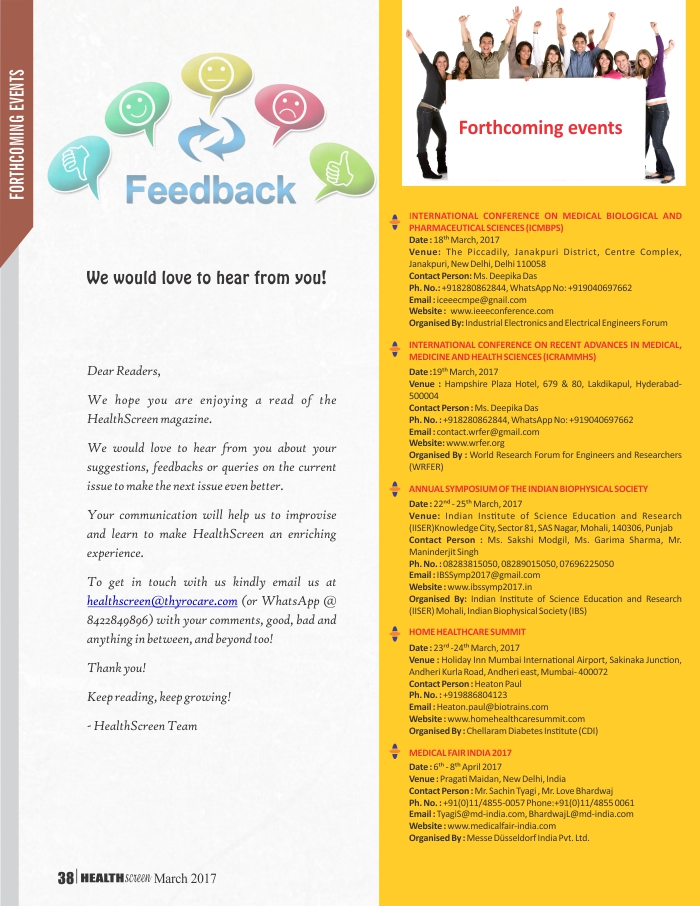 FORTHCOMING EVENTS
Feedback
We would love to hear from you!
Dear Readers,
We hope you are enjoying a read of the
HealthScreen magazine.
We would love to hear from you about your
suggestions, feedbacks or queries on the current
issue to make the next issue even better.
Your communication will help us to improvise
and learn to make HealthScreen an enriching
experience.
To get in touch with us kindly email us at
healthscreen@thyrocare.com (or WhatsApp @
8422849896) with your comments, good, bad and
anything in between, and beyond too!
Thank you!
Keep reading, keep growing!
- HealthScreen Team
38 HEALTHscreen March 2017
Forthcoming events
INTERNATIONAL CONFERENCE ON MEDICAL BIOLOGICAL AND
PHARMACEUTICAL SCIENCES (ICMBPS)
Date : 18th March, 2017
Venue: The Piccadily, Janakpuri District, Centre Complex,
Janakpuri, New Delhi, Delhi 110058
Contact Person: Ms. Deepika Das
Ph. No.: +918280862844, WhatsApp No: +919040697662
Email : iceeecmpe@gnail.com
Website : www.ieeeconference.com
Organised By: Industrial Electronics and Electrical Engineers Forum
INTERNATIONAL CONFERENCE ON RECENT ADVANCES IN MEDICAL,
MEDICINE AND HEALTH SCIENCES (ICRAMMHS)
Date :19th March, 2017
Venue : Hampshire Plaza Hotel, 679 & 80, Lakdikapul, Hyderabad-
500004
Contact Person : Ms. Deepika Das
Ph. No. : +918280862844, WhatsApp No: +919040697662
Email : contact.wrfer@gmail.com
Website: www.wrfer.org
Organised By : World Research Forum for Engineers and Researchers
(WRFER)
ANNUAL SYMPOSIUM OF THE INDIAN BIOPHYSICAL SOCIETY
Date : 22nd - 25th March, 2017
Venue: Indian Institute of Science Education and Research
(IISER)Knowledge City, Sector 81, SAS Nagar, Mohali, 140306, Punjab
Contact Person : Ms. Sakshi Modgil, Ms. Garima Sharma, Mr.
Maninderjit Singh
Ph. No. : 08283815050, 08289015050, 07696225050
Email : IBSSymp2017@gmail.com
Website : www.ibssymp2017.in
Organised By: Indian Institute of Science Education and Research
(IISER) Mohali, Indian Biophysical Society (IBS)
HOME HEALTHCARE SUMMIT
Date : 23rd -24th March, 2017
Venue : Holiday Inn Mumbai International Airport, Sakinaka Junction,
Andheri Kurla Road, Andheri east, Mumbai- 400072
Contact Person : Heaton Paul
Ph. No. : +919886804123
Email : Heaton.paul@biotrains.com
Website : www.homehealthcaresummit.com
Organised By : Chellaram Diabetes Institute (CDI)
MEDICAL FAIR INDIA 2017
Date : 6th - 8th April 2017
Venue : Pragati Maidan, New Delhi, India
Contact Person : Mr. Sachin Tyagi , Mr. Love Bhardwaj
Ph. No. : +91(0)11/4855-0057 Phone:+91(0)11/4855 0061
Email : TyagiS@md-india.com, BhardwajL@md-india.com
Website : www.medicalfair-india.com
Organised By : Messe Düsseldorf India Pvt. Ltd.